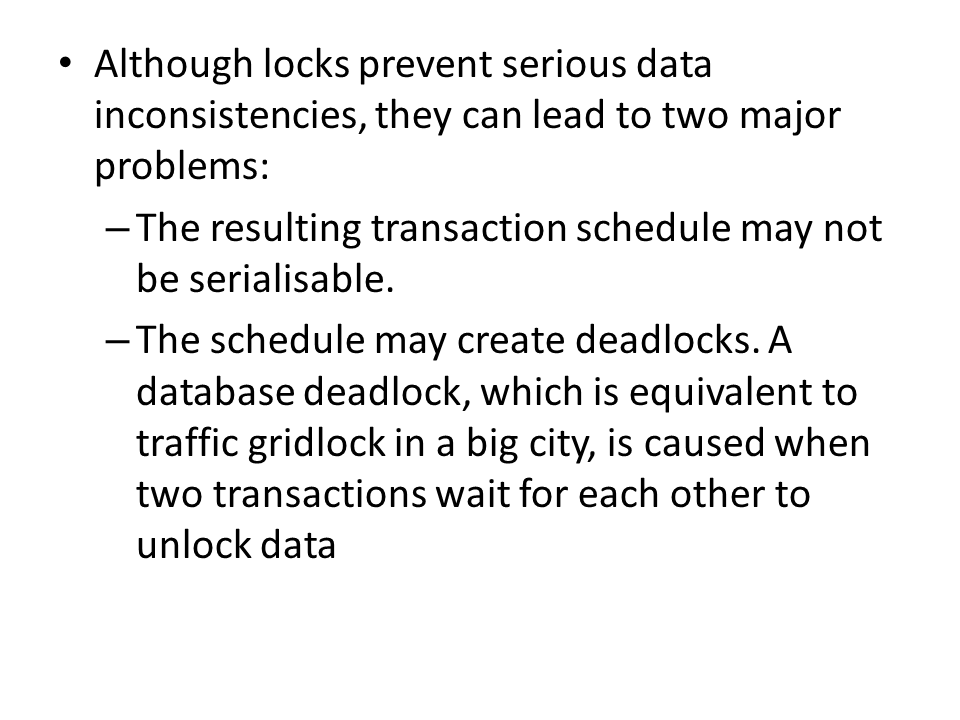 • Although locks prevent serious data
inconsistencies, they can lead to two major
problems:
– The resulting transaction schedule may not
be serialisable.
– The schedule may create deadlocks. A
database deadlock, which is equivalent to
traffic gridlock in a big city, is caused when
two transactions wait for each other to
unlock data